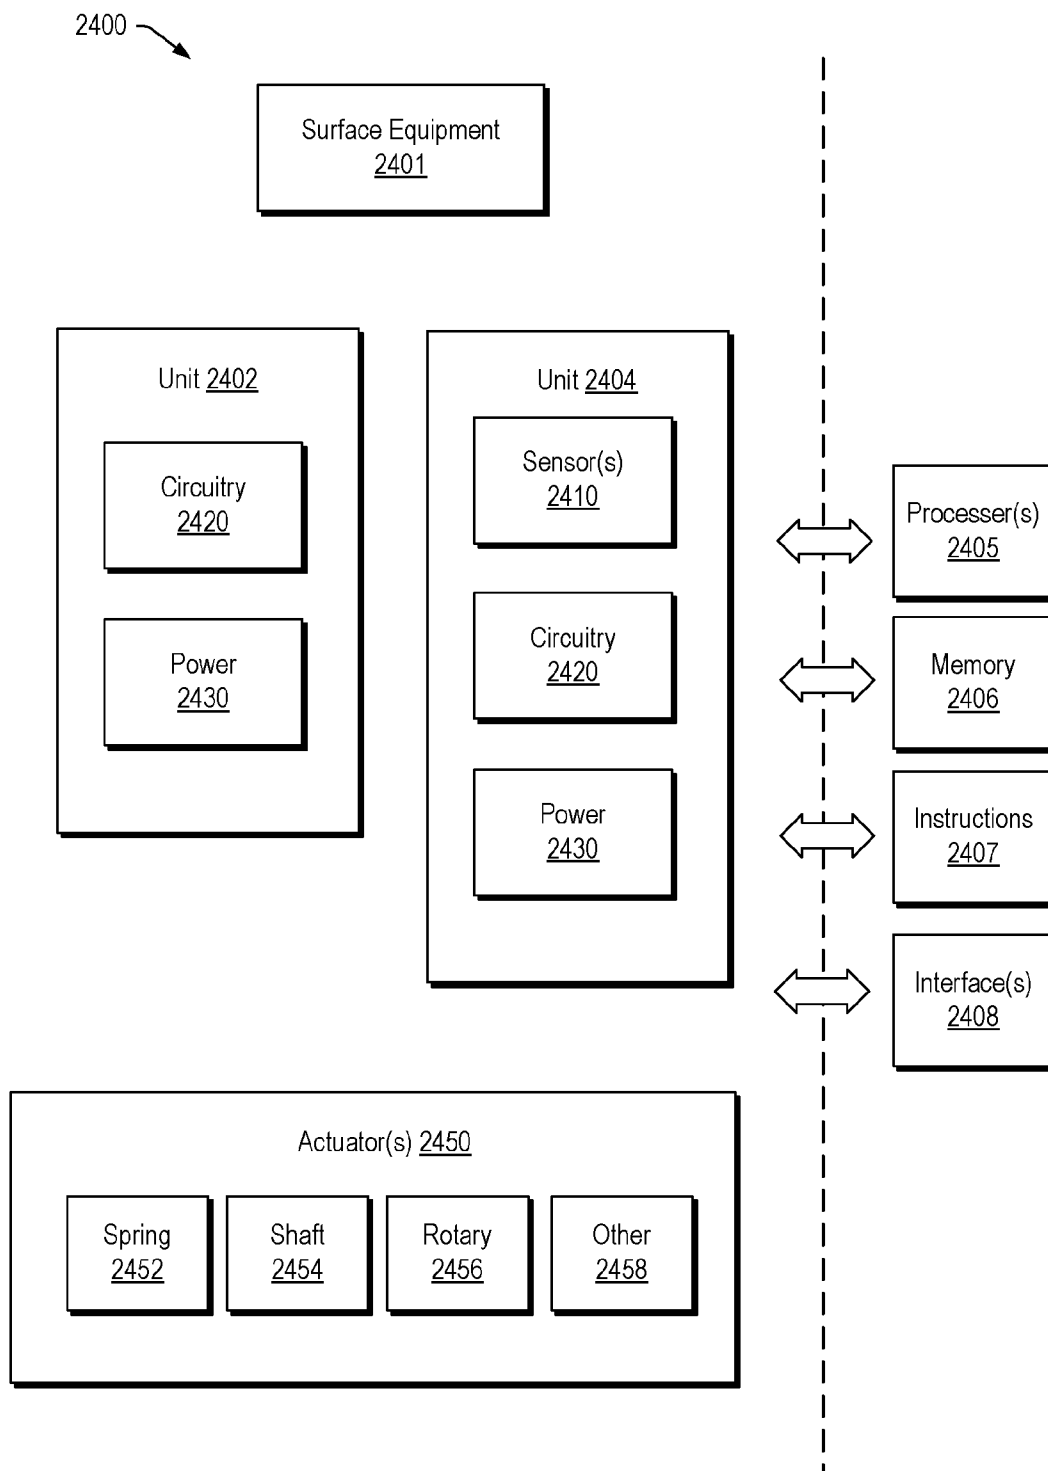 2400
Surface Equipment
2401
Unit 2402
Circuitry
2420
Power
2430
Unit 2404
Sensor(s)
2410
Circuitry
2420
Power
2430
Processer(s)
2405
Memory
2406
Instructions
2407
Interface(s)
2408
Actuator(s) 2450
Spring
2452
Shaft
2454
Rotary
2456
Other
2458